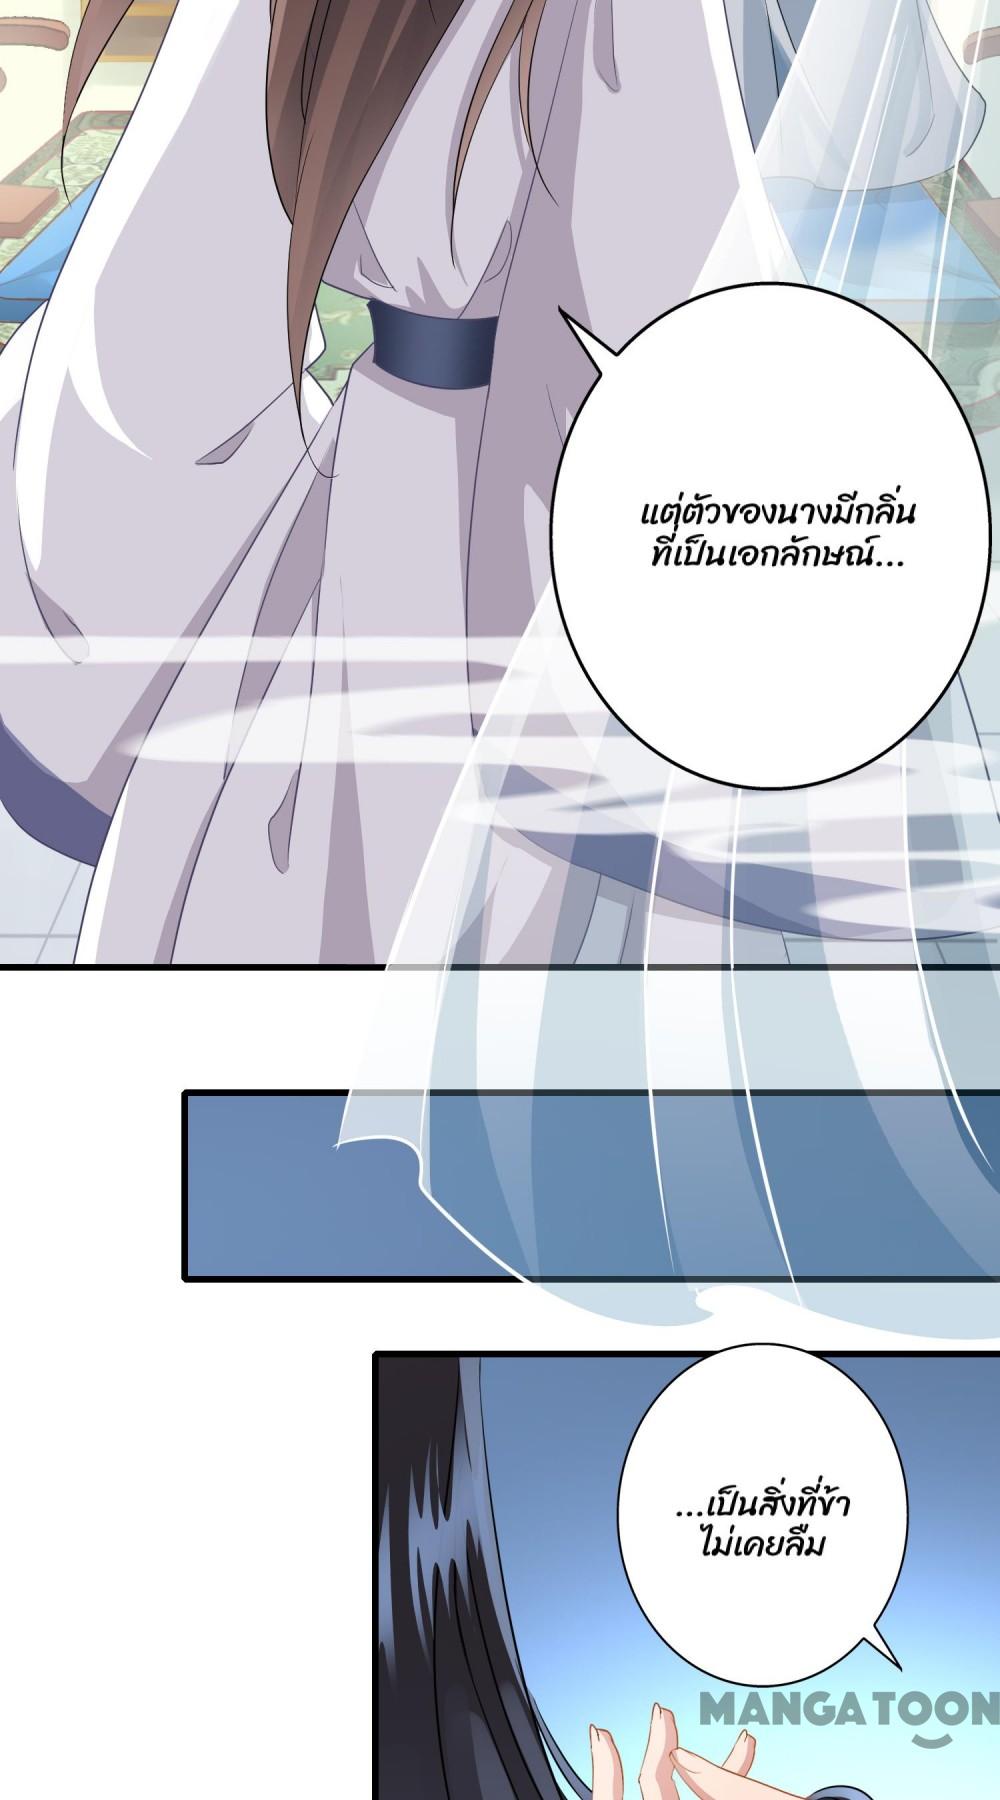 แต่ตัวของนางมีกลิ่น
ที่เป็นเอกลักษณ์...
...เป็นสิ่งที่ข้า
ไม่เคยลืม
MANGATOON